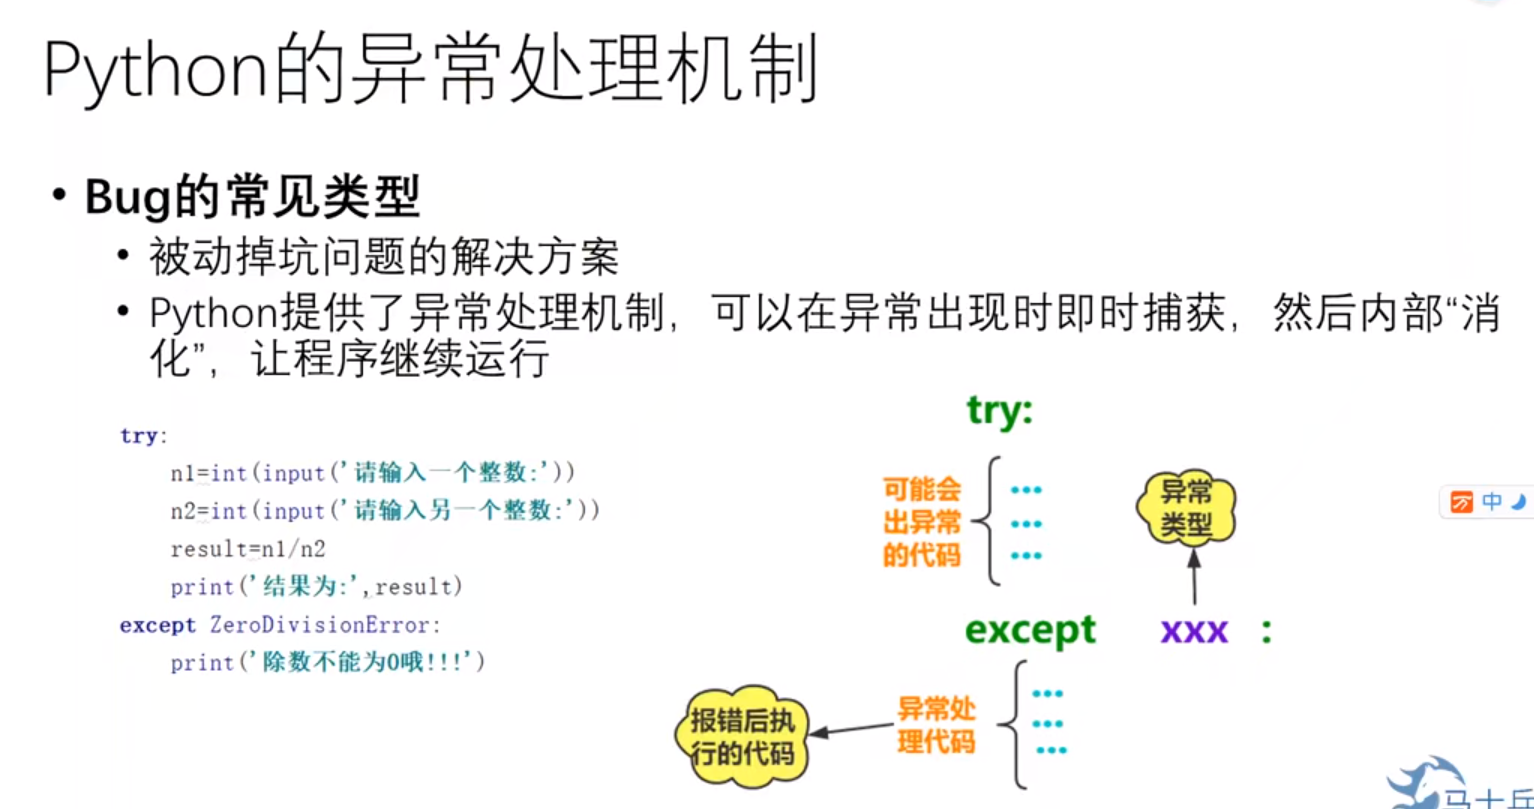 Python的异常处理机制
• Bug的常见类型
• 被动掉坑问题的解决方案
• Python提供了异常处理机制，可以在异常出现时即时捕获，然后内部“消
化”，让程序继续运行
try:
n1=int(input('请输入一个整数:'))
n2=int(input('请输入另一个整数:'))
result=n1/n2
print('结果为:',result)
except ZeroDivisionError:
print('除数不能为0哦!!!')
try:
可能会
出异常
的代码
...
...
...
异常
类型
except xxx :
异常处
理代码
...
...
...
报错后执
行的代码
万 中
马士兵